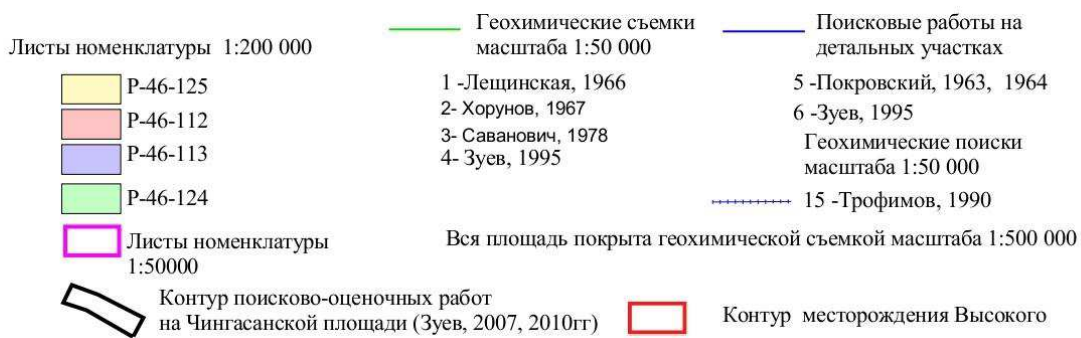 Листы номенклатуры 1:200 000
P-46-125
P-46-112
P-46-113
P-46-124
Листы номенклатуры
1:50000
Геохимические съемки
масштаба 1:50 000
1 -Лещинская, 1966
2- Хорунов, 1967
3- Саванович, 1978
4- Зуев, 1995
Поисковые работы на
детальных участках
5 -Покровский, 1963, 1964
6 -Зуев, 1995
Геохимические поиски
масштаба 1:50 000
15 -Трофимов, 1990
Вся площадь покрыта геохимической съемкой масштаба 1:500 000
Контур поисково-оценочных работ
на Чингасанской площади (Зуев, 2007, 2010гг)
Контур месторождения Высокого